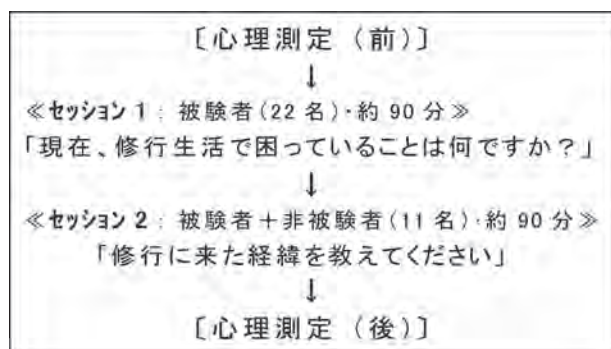 ［心理測定（前）］
↓
≪セッション 1：被験者（22 名）・約 90 分≫
「現在、修行生活で困っていることは何ですか？」
↓
≪セッション 2：被験者＋非被験者（11 名）・約 90 分≫
「修行に来た経緯を教えてください」
↓
［心理測定（後）］